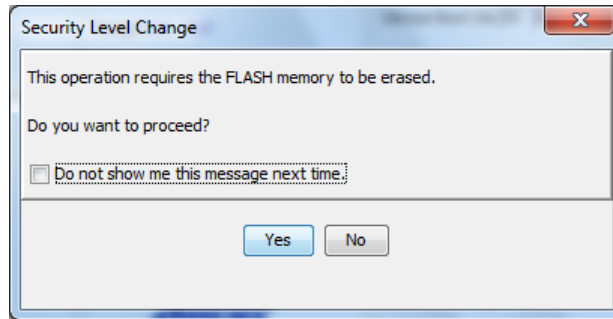 Security Level Change
This operation requires the FLASH memory to be erased.
Do you want to proceed?
Do not show me this message next time.
Yes No